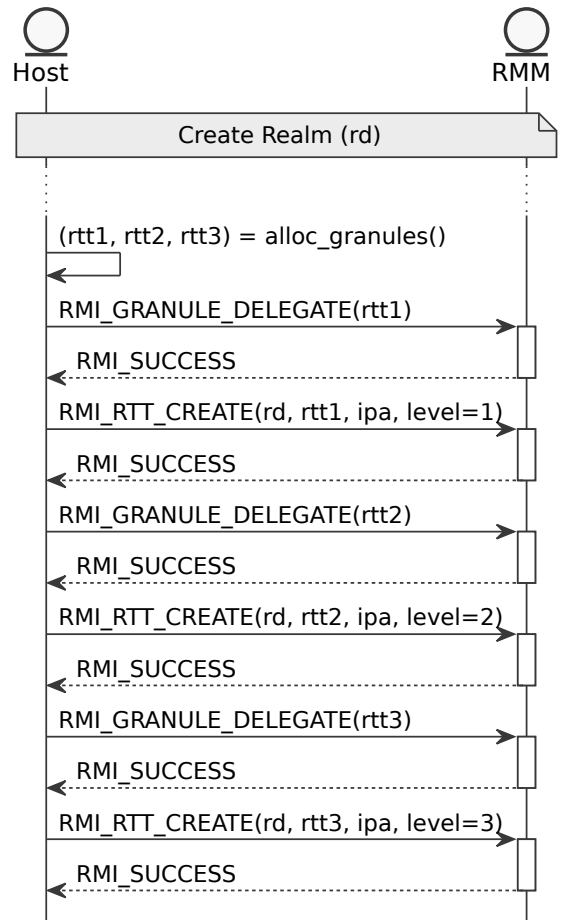 Host
RMM
Create Realm (rd)
(rtt1, rtt2, rtt3) = alloc_granules()
RMI_GRANULE_DELEGATE(rtt1)
RMI_SUCCESS
RMI_RTT_CREATE(rd, rtt1, ipa, level=1)
RMI_SUCCESS
RMI_GRANULE_DELEGATE(rtt2)
RMI_SUCCESS
RMI_RTT_CREATE(rd, rtt2, ipa, level=2)
RMI_SUCCESS
RMI_GRANULE_DELEGATE(rtt3)
RMI_SUCCESS
RMI_RTT_CREATE(rd, rtt3, ipa, level=3)
RMI_SUCCESS